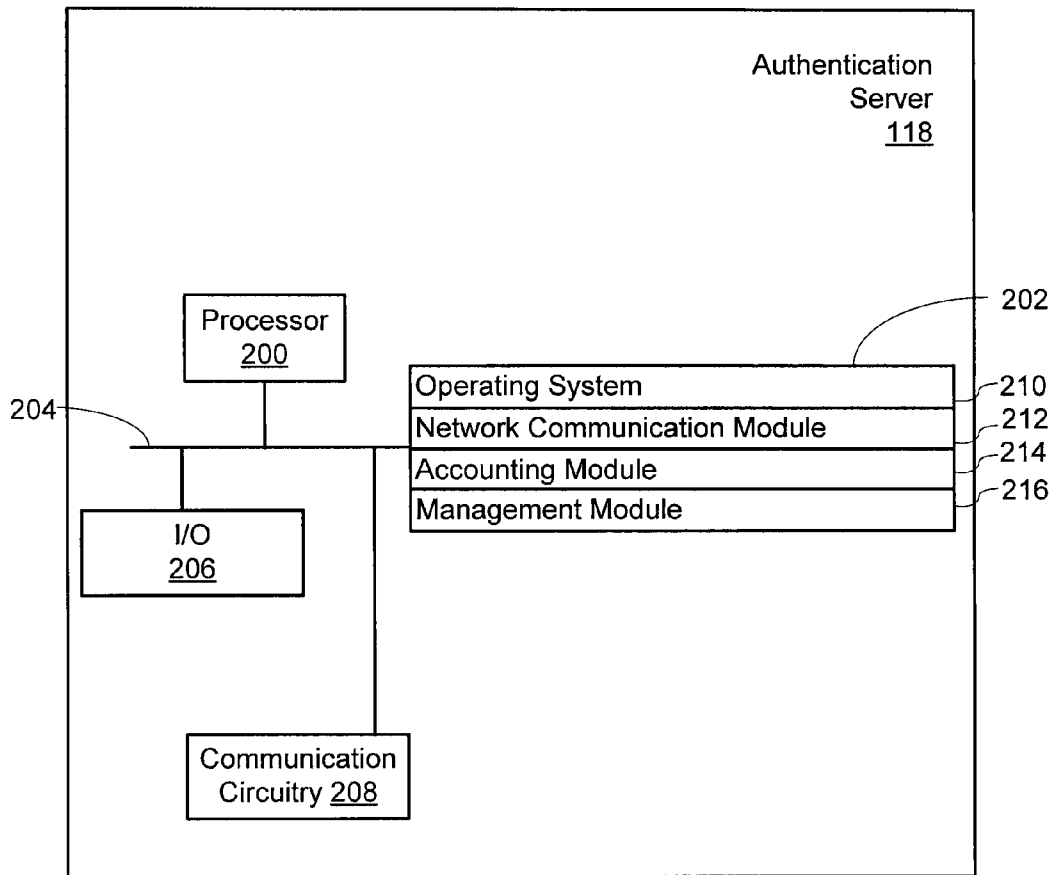 Authentication
Server
118
202
Processor
200
Operating System
210
204
Network Communication Module
212
Accounting Module
214
Management Module
216
I/O
206
Communication
Circuitry 208